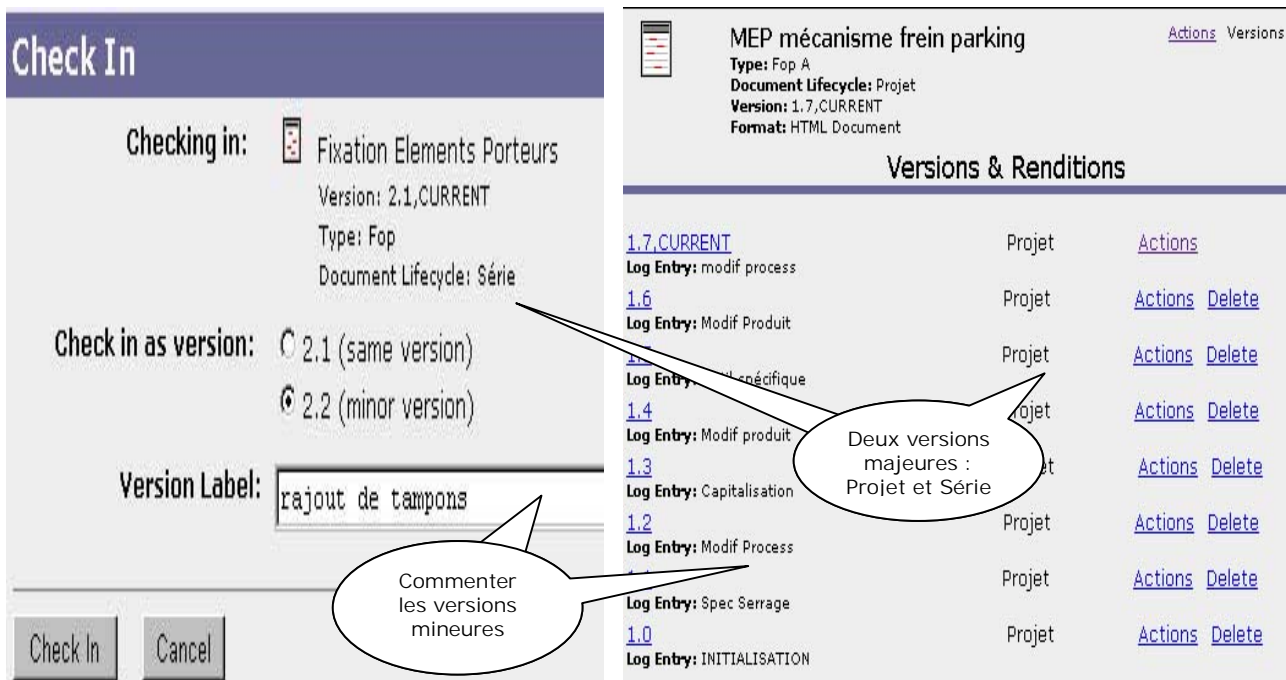 Check In
Checking in:
Fixation Elements Porteurs
Version: 2.1,CURRENT
Type: Fop
Document Lifecycle: Série
Check in as version:
2.1 (same version)
2.2 (minor version)
Version Label:
rajout de tampons
Commenter
les versions
mineures
Check In Cancel
MEP mécanisme frein parking
Actions Versions
Type: Fop A
Document Lifecycle: Projet
Version: 1.7,CURRENT
Format: HTML Document
Versions & Renditions
1.7,CURRENT Projet Actions
Log Entry: modif process
1.6 Projet Actions Delete
Log Entry: Modif Produit
Projet Actions Delete
Log Entry: spécifique
1.4 Actions Delete
Log Entry: Modif produit
1.3 Actions Delete
Log Entry: Capitalisation
Deux versions
majeures :
Projet et Série
1.2 Projet Actions Delete
Log Entry: Modif Process
Projet Actions Delete
Log Entry: Spec Serrage
1.0 Projet Actions Delete
Log Entry: INITIALISATION